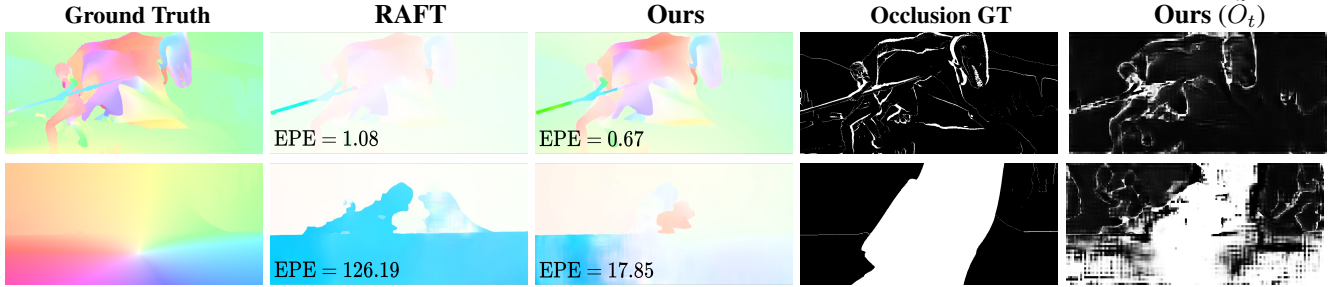 Ground Truth RAFT Ours Occlusion GT Ours (Õ_t)
EPE = 1.08 EPE = 0.67
EPE = 126.19 EPE = 17.85